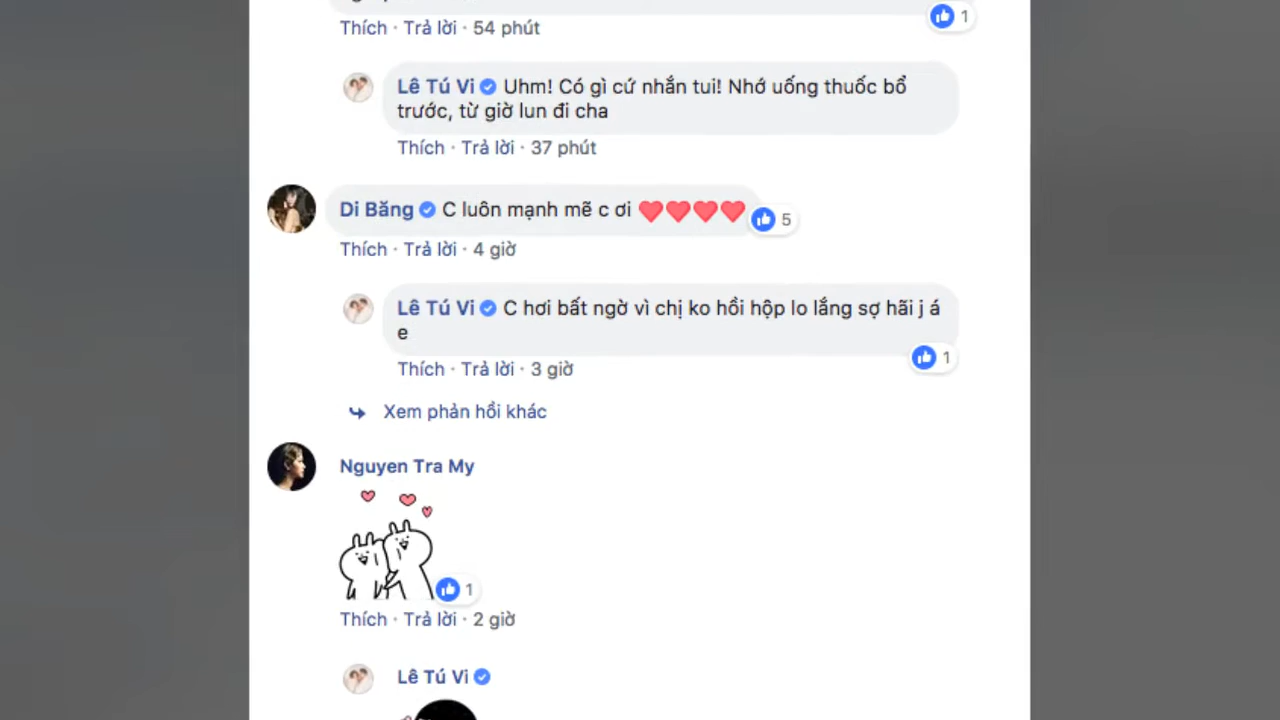 1
Thích · Trả lời · 54 phút
Lê Tú Vi Uhm! Có gì cứ nhắn tui! Nhớ uống thuốc bổ
trước, từ giờ lun đi cha
Thích · Trả lời · 37 phút
Di Băng C luôn mạnh mẽ c ơi ❤❤❤❤ 5
Thích · Trả lời · 4 giờ
Lê Tú Vi C hơi bất ngờ vì chị ko hồi hộp lo lắng sợ hãi j á
e
1
Thích · Trả lời · 3 giờ
Xem phản hồi khác
Nguyen Tra My
1
Thích · Trả lời · 2 giờ
Lê Tú Vi